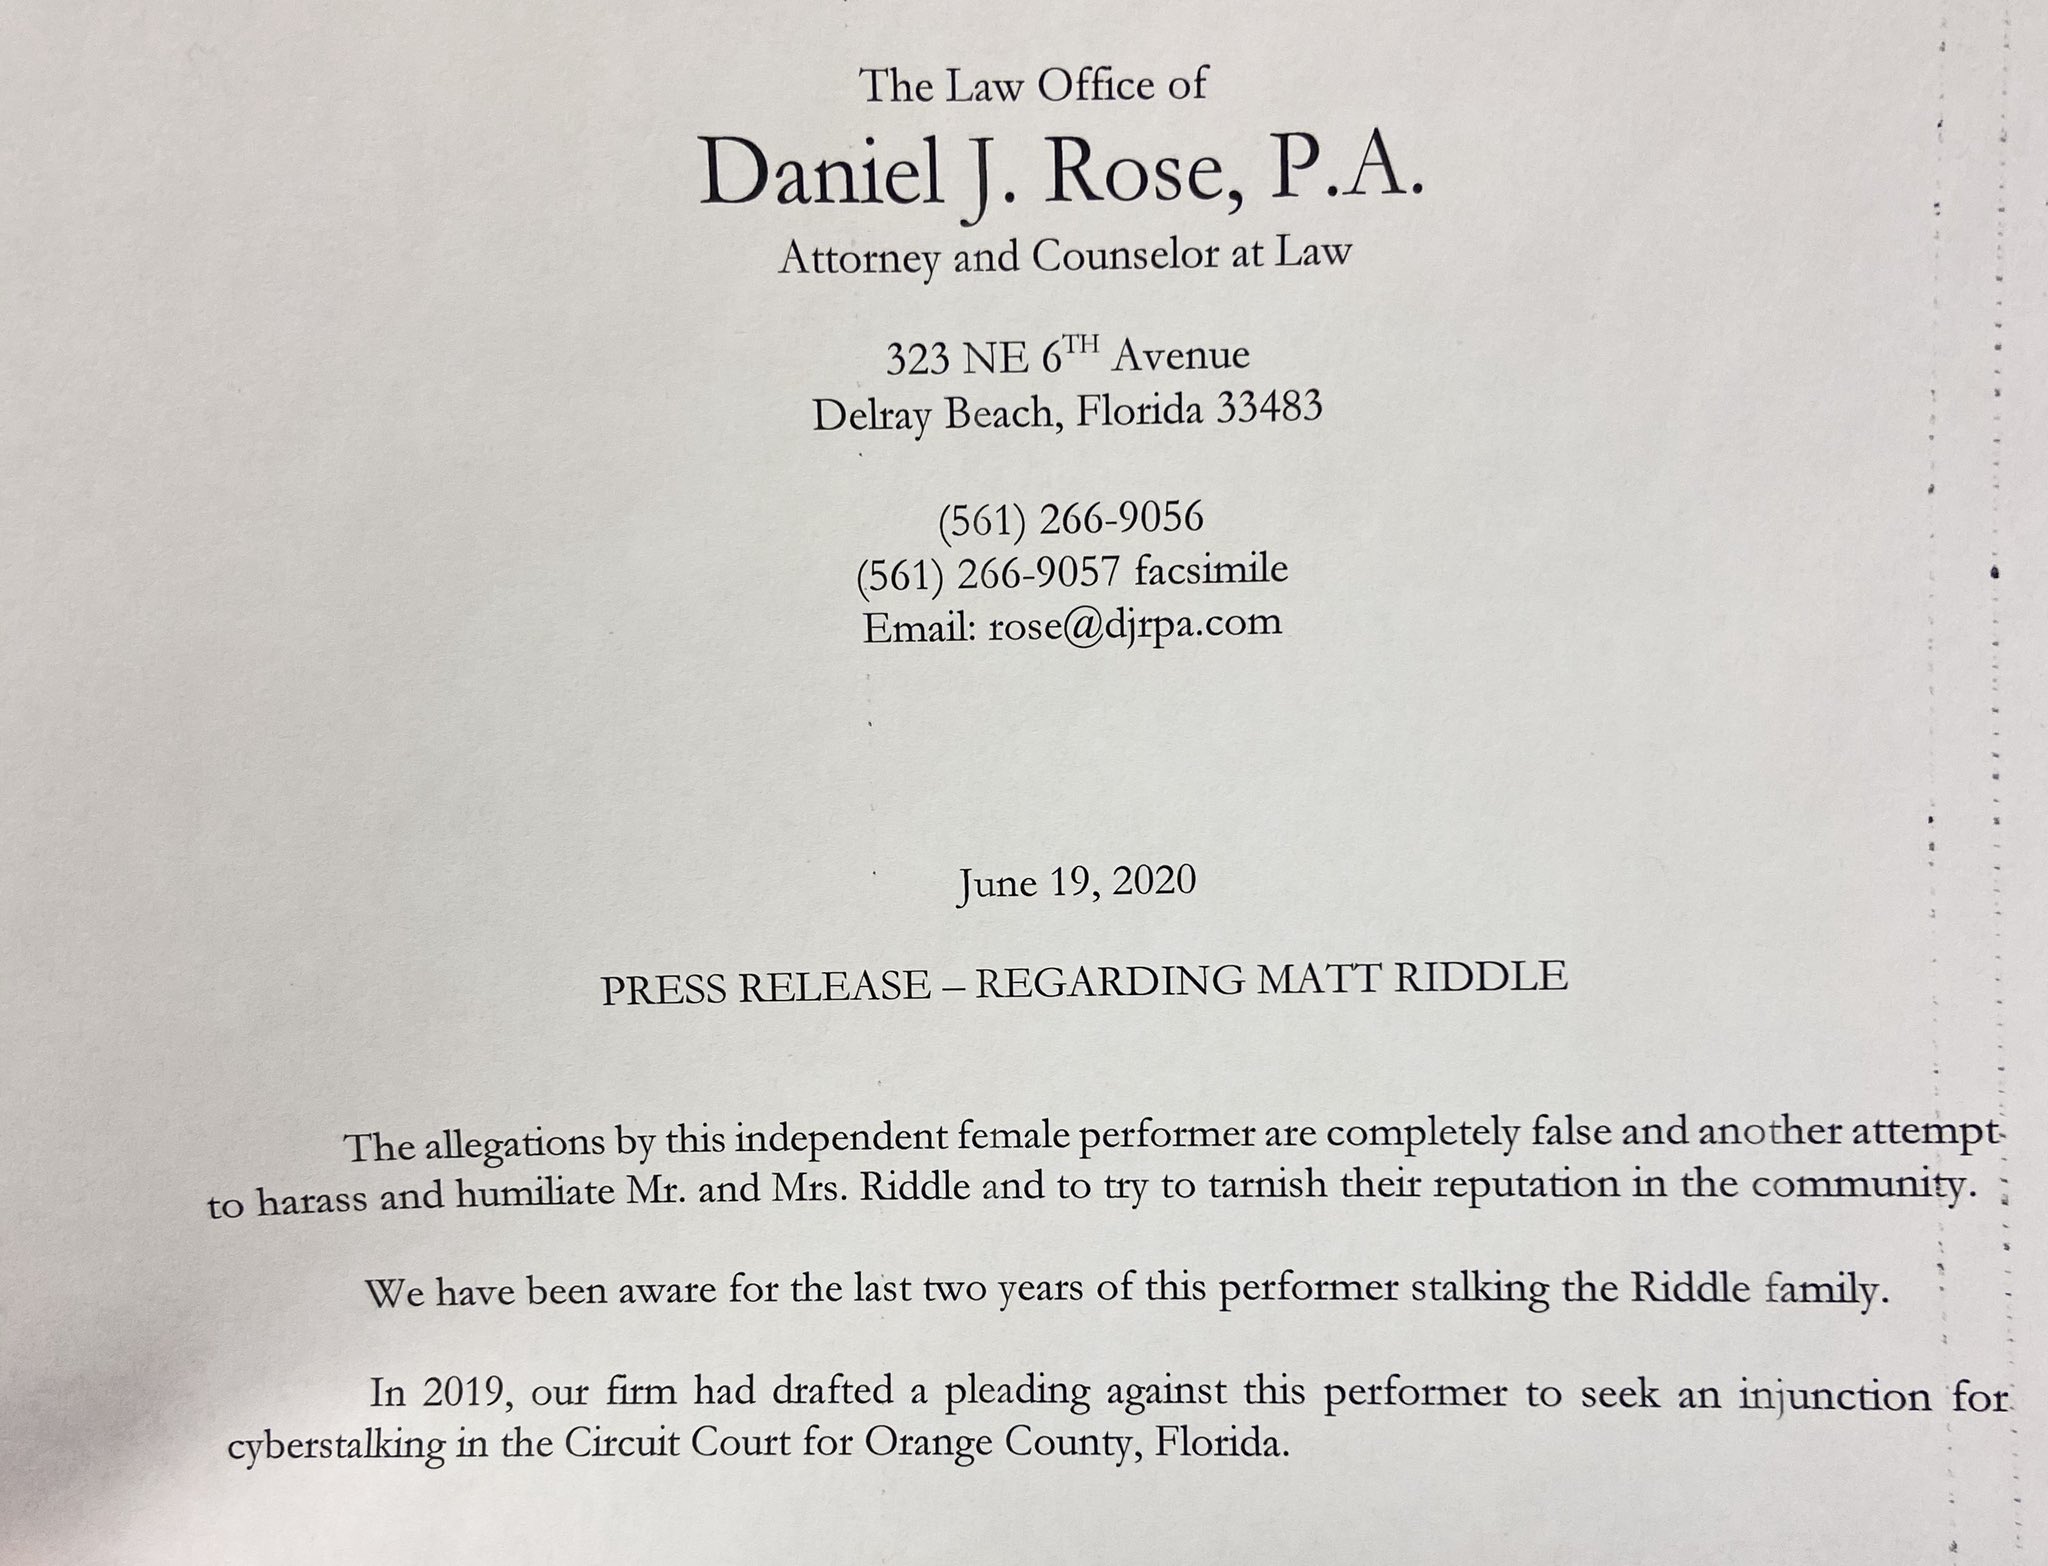 The Law Office of
Daniel J. Rose, P.A.
Attorney and Counselor at Law
323 NE 6TH Avenue
Delray Beach, Florida 33483
(561) 266-9056
(561) 266-9057 facsimile
Email: rose@djrpa.com
June 19, 2020
PRESS RELEASE – REGARDING MATT RIDDLE
The allegations by this independent female performer are completely false and another attempt
to harass and humiliate Mr. and Mrs. Riddle and to try to tarnish their reputation in the community.
We have been aware for the last two years of this performer stalking the Riddle family.
In 2019, our firm had drafted a pleading against this performer to seek an injunction for
cyberstalking in the Circuit Court for Orange County, Florida.